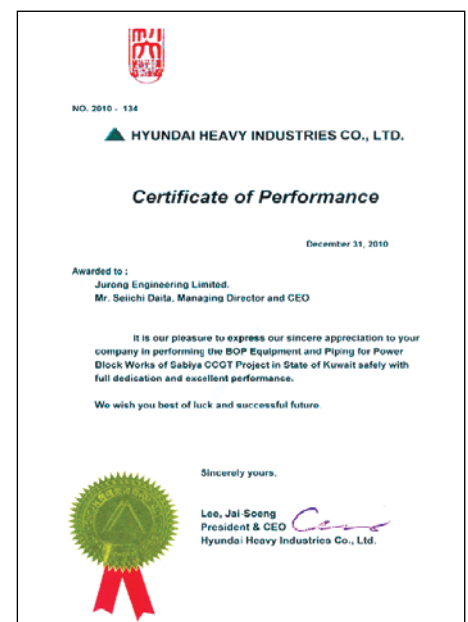 NO. 2010 - 134
HYUNDAI HEAVY INDUSTRIES CO., LTD.
Certificate of Performance
December 31, 2010
Awarded to :
Jurong Engineering Limited.
Mr. Seiichi Daita, Managing Director and CEO
It is our pleasure to express our sincere appreciation to your
company in performing the BOP Equipment and Piping for Power
Block Works of Sabiya CCGT Project in State of Kuwait safely with
full dedication and excellent performance.
We wish you best of luck and successful future.
Sincerely yours,
Lee, Jai-Seong
President & CEO
Hyundai Heavy Industries Co., Ltd.